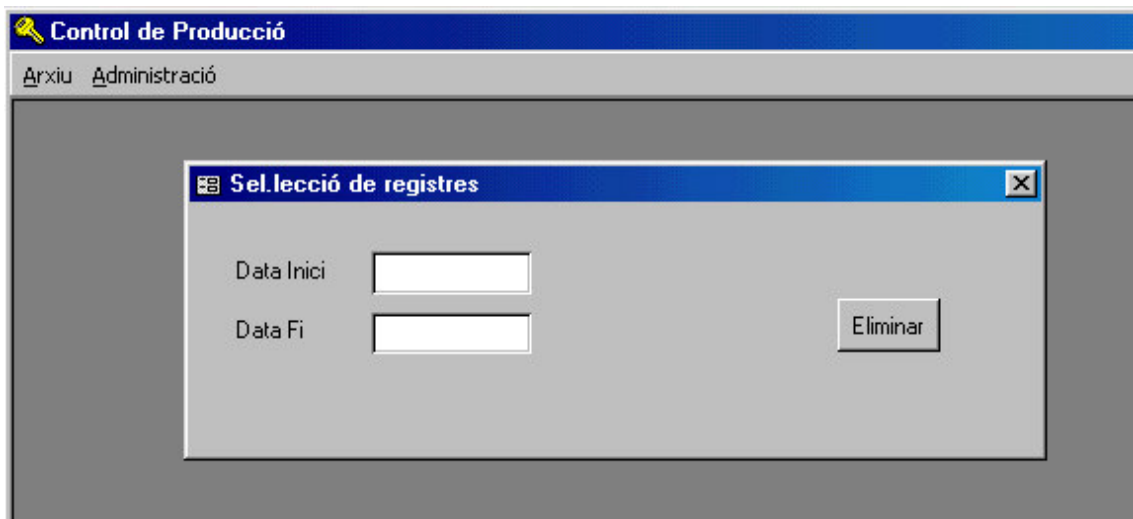 Control de Producció
Arxiu Administració
Sel.lecció de registres
Data Inici
Data Fi
Eliminar